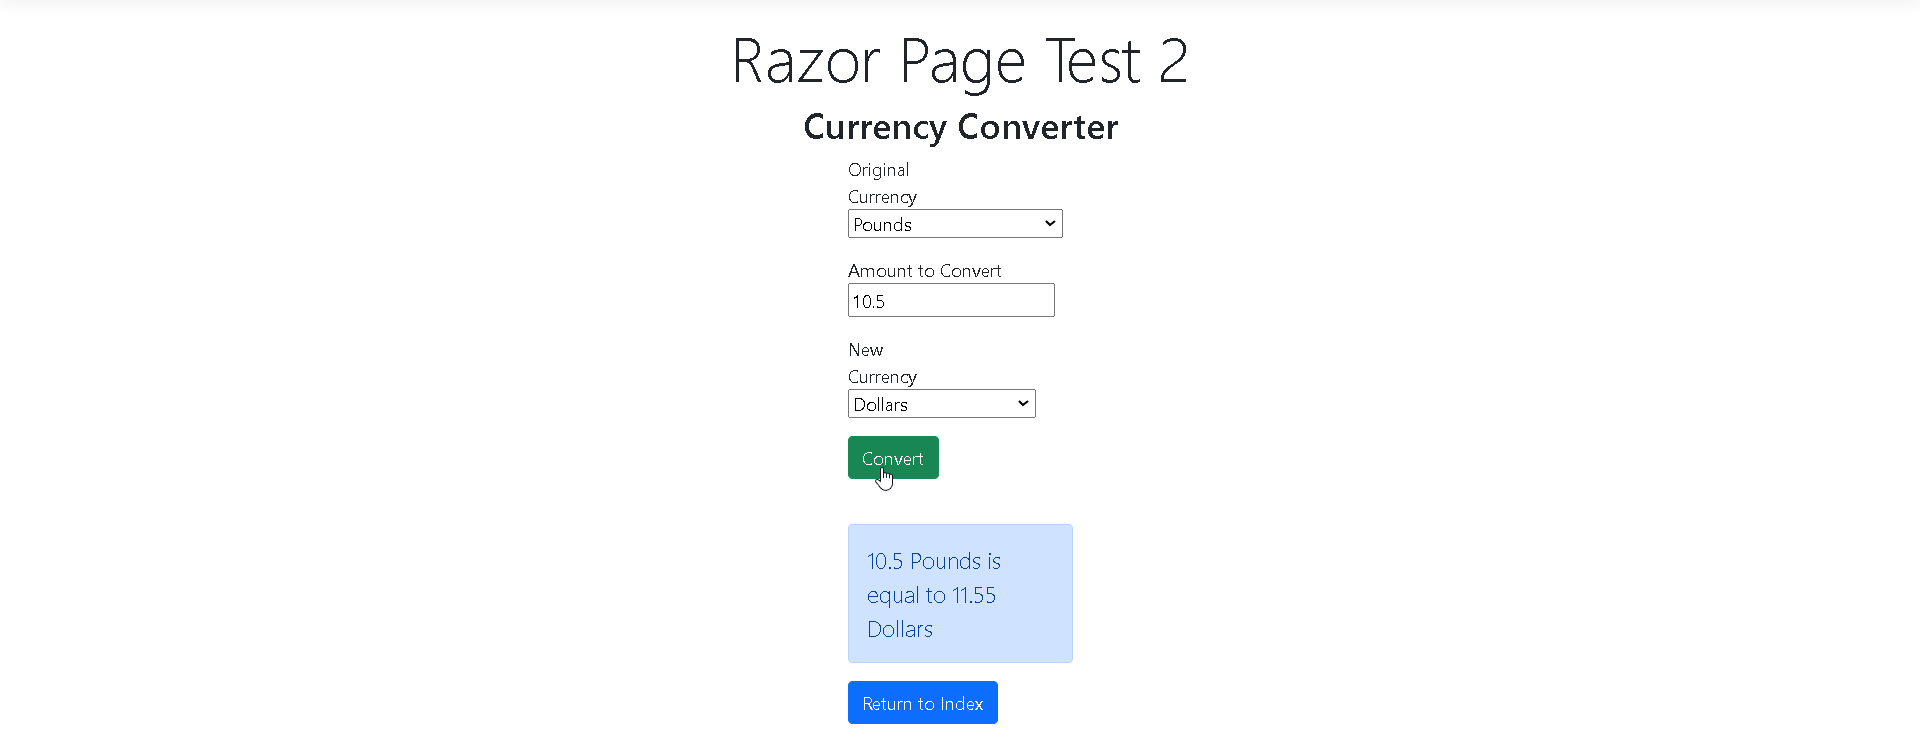 Razor Page Test 2
Currency Converter
Original
Currency
Pounds
Amount to Convert
10.5
New
Currency
Dollars
Convert
10.5 Pounds is
equal to 11.55
Dollars
Return to Index